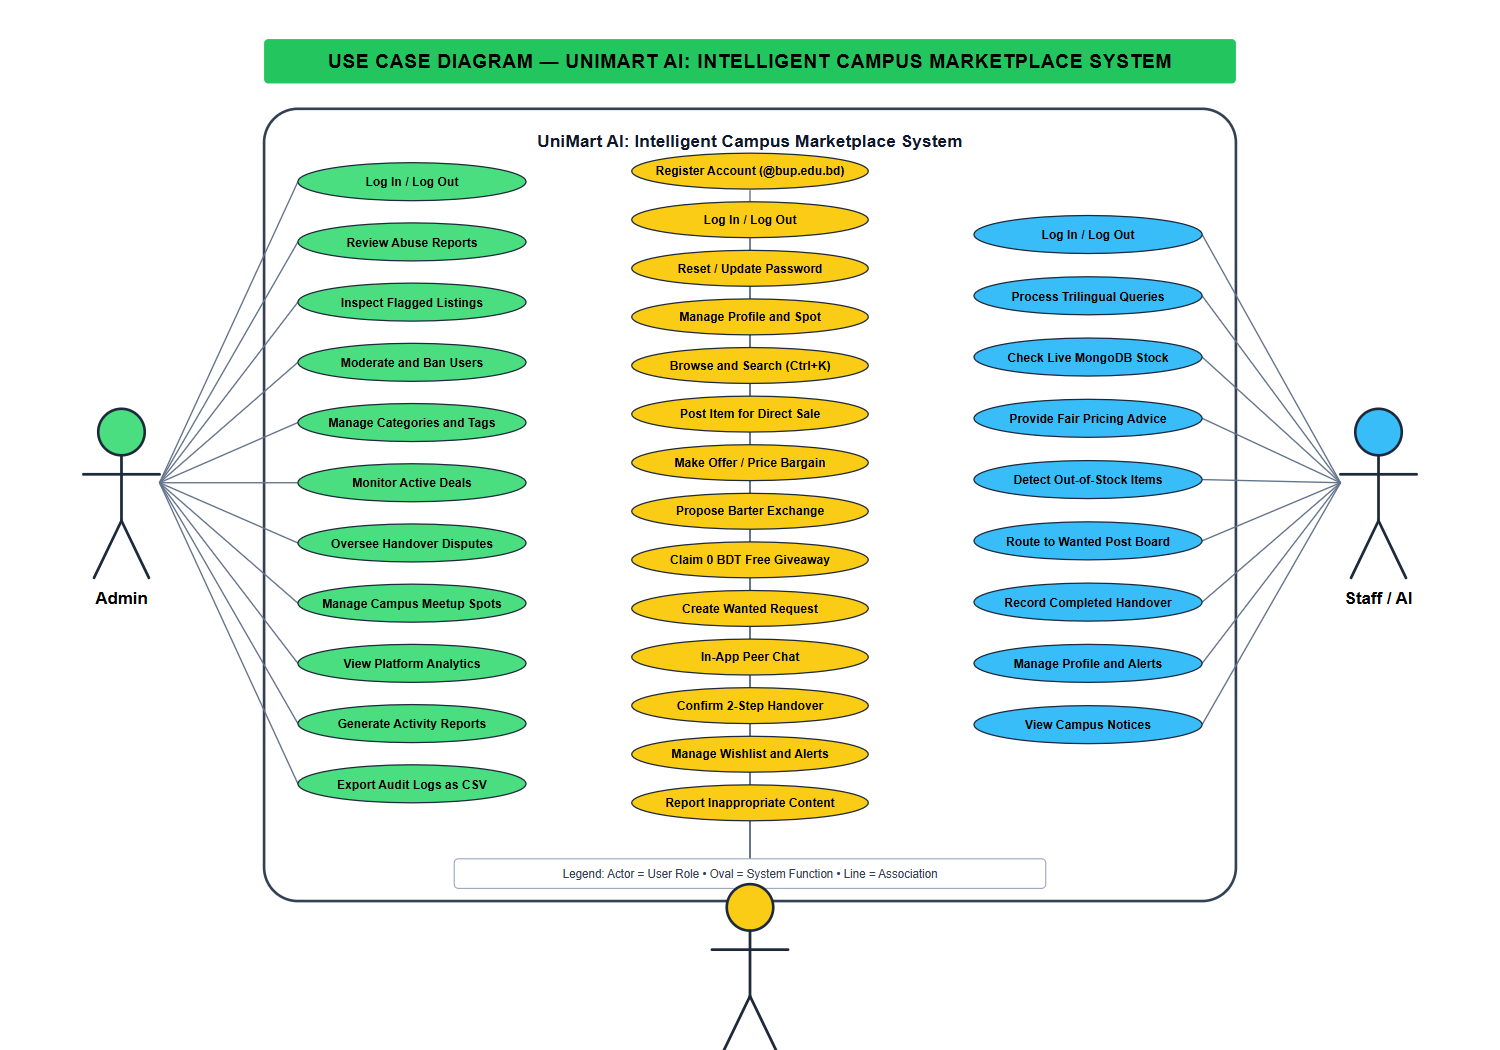 USE CASE DIAGRAM — UNIMART AI: INTELLIGENT CAMPUS MARKETPLACE SYSTEM
UniMart AI: Intelligent Campus Marketplace System
Log In / Log Out
Review Abuse Reports
Inspect Flagged Listings
Moderate and Ban Users
Manage Categories and Tags
Monitor Active Deals
Oversee Handover Disputes
Manage Campus Meetup Spots
View Platform Analytics
Generate Activity Reports
Export Audit Logs as CSV
Admin
Register Account (@bup.edu.bd)
Log In / Log Out
Reset / Update Password
Manage Profile and Spot
Browse and Search (Ctrl+K)
Post Item for Direct Sale
Make Offer / Price Bargain
Propose Barter Exchange
Claim 0 BDT Free Giveaway
Create Wanted Request
In-App Peer Chat
Confirm 2-Step Handover
Manage Wishlist and Alerts
Report Inappropriate Content
Log In / Log Out
Process Trilingual Queries
Check Live MongoDB Stock
Provide Fair Pricing Advice
Detect Out-of-Stock Items
Route to Wanted Post Board
Record Completed Handover
Manage Profile and Alerts
View Campus Notices
Staff / AI
Legend: Actor = User Role • Oval = System Function • Line = Association